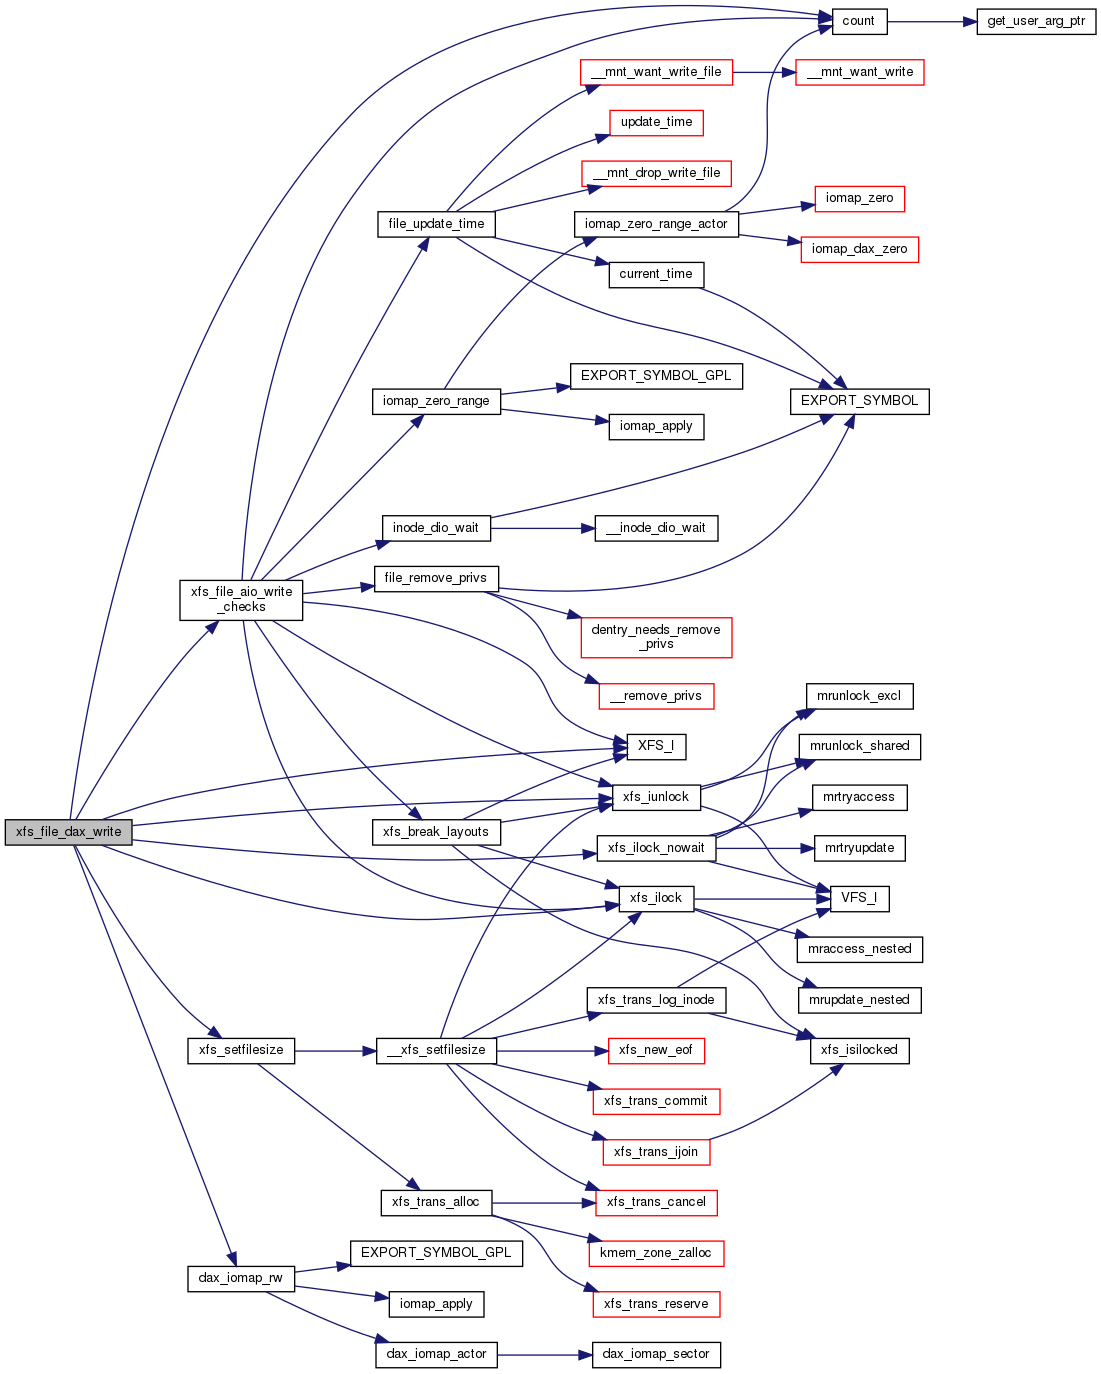 count
get_user_arg_ptr
__mnt_want_write_file
__mnt_want_write
update_time
__mnt_drop_write_file
iomap_zero
file_update_time
iomap_zero_range_actor
iomap_dax_zero
current_time
EXPORT_SYMBOL_GPL
iomap_zero_range
EXPORT_SYMBOL
iomap_apply
inode_dio_wait
__inode_dio_wait
file_remove_privs
xfs_file_aio_write
_checks
dentry_needs_remove
_privs
__remove_privs
mrunlock_excl
XFS_I
mrunlock_shared
xfs_iunlock
mrtryaccess
xfs_file_dax_write
xfs_break_layouts
xfs_ilock_nowait
mrtryupdate
xfs_ilock
VFS_I
mraccess_nested
xfs_trans_log_inode
mrupdate_nested
xfs_setfilesize
__xfs_setfilesize
xfs_new_eof
xfs_isilocked
xfs_trans_commit
xfs_trans_ijoin
xfs_trans_alloc
xfs_trans_cancel
EXPORT_SYMBOL_GPL
kmem_zone_zalloc
dax_iomap_rw
iomap_apply
xfs_trans_reserve
dax_iomap_actor
dax_iomap_sector